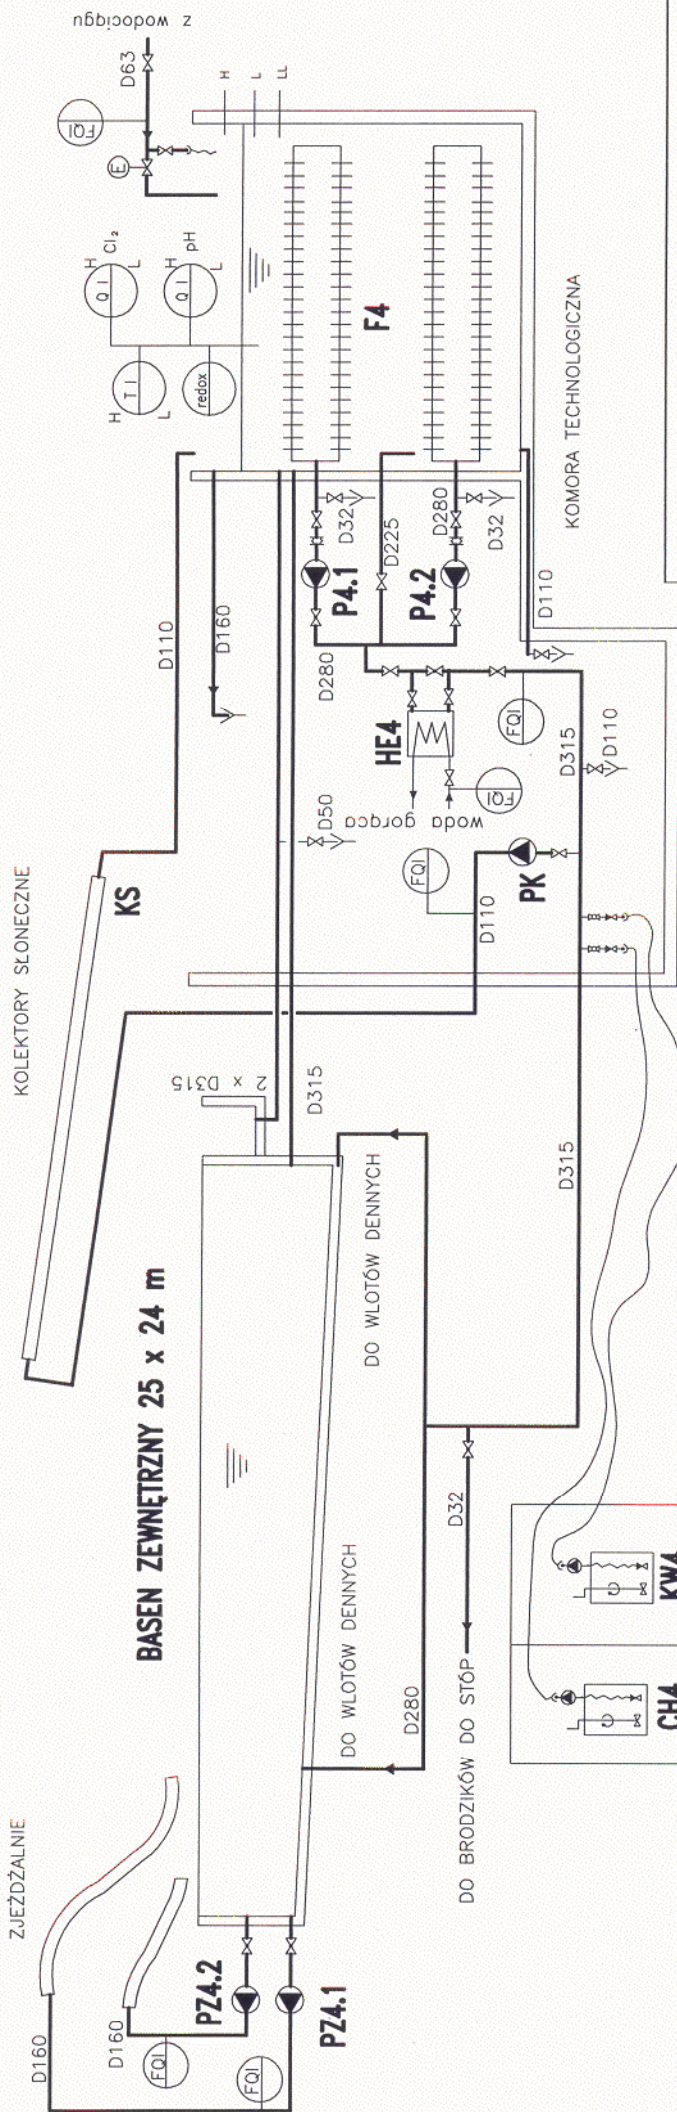 ZJEŻDŻALNIE
D160
D160
FQI
FQI
PZ4.2
PZ4.1
BASEN ZEWNĘTRZNY 25 x 24 m
DO WLOTÓW DENNYCH
DO WLOTÓW DENNYCH
D280
D32
DO BRODZIKÓW DO STÓP
CH4
KW4
KOLEKTORY SŁONECZNE
KS
2 x D315
D315
D315
D110
D160
D50
FQI
D110
PK
woda gorąca
FQI
HE4
FQI
D315
D110
D280
P4.1
P4.2
D32
D225
D280
D32
D110
KOMORA TECHNOLOGICZNA
F4
H
TI
L
redox
H
QI
Cl₂
L
H
QI
pH
L
E
FQI
D63
z wodociągu
H
L
LL